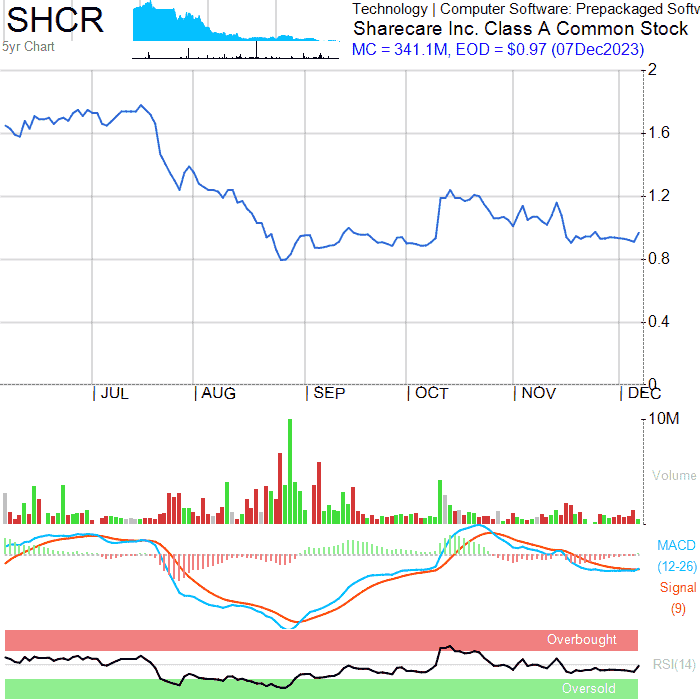 SHCR
5yr Chart
Technology | Computer Software: Prepackaged Softw
Sharecare Inc. Class A Common Stock
MC = 341.1M, EOD = $0.97 (07Dec2023)
2
1.6
1.2
0.8
0.4
0
JUL AUG SEP OCT NOV DEC
10M
Volume
MACD
(12-26)
Signal
(9)
Overbought
RSI(14)
Oversold